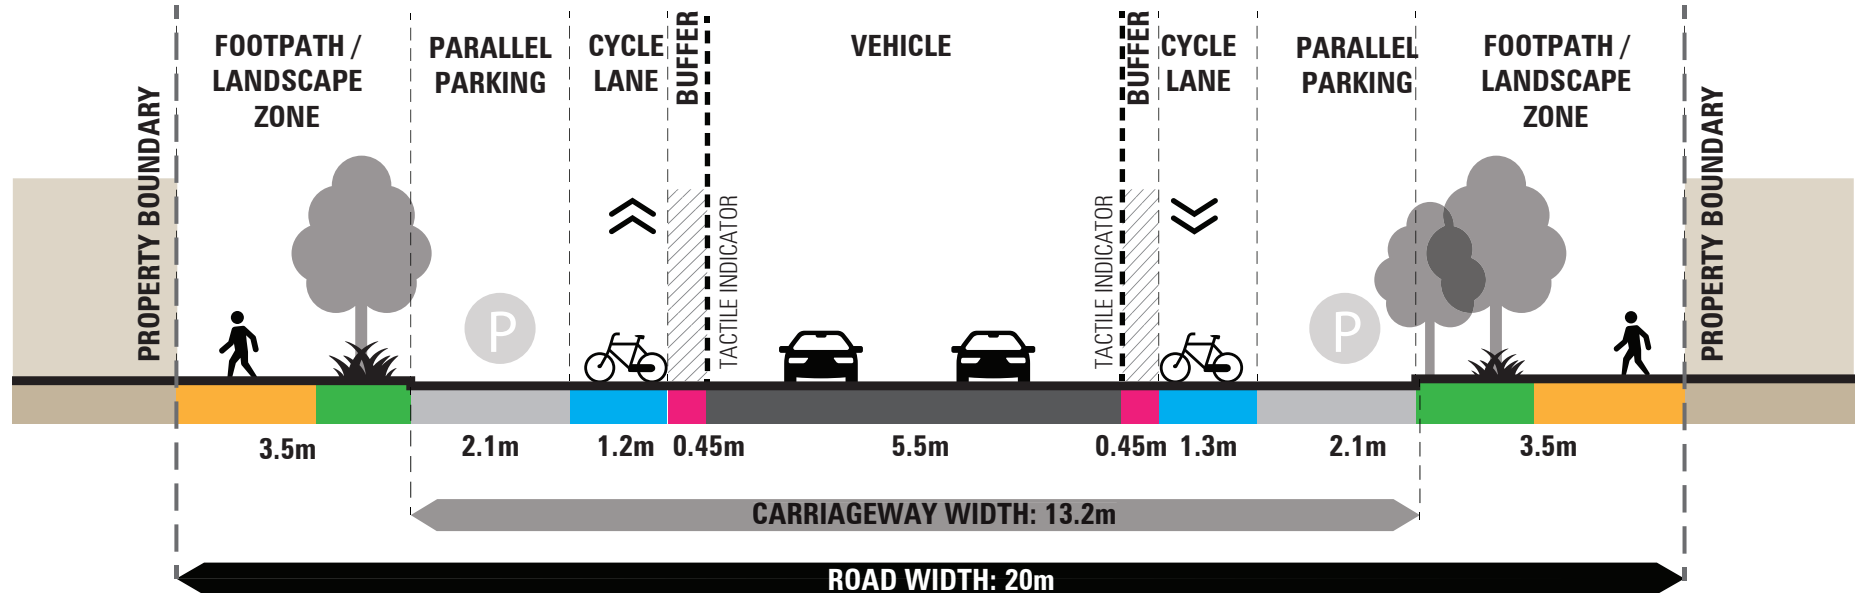 FOOTPATH /
LANDSCAPE
ZONE
PARALLEL
PARKING
CYCLE
LANE
BUFFER
VEHICLE
BUFFER
CYCLE
LANE
PARALLEL
PARKING
FOOTPATH /
LANDSCAPE
ZONE
PROPERTY BOUNDARY
P
TACTILE INDICATOR
TACTILE INDICATOR
P
PROPERTY BOUNDARY
3.5m
2.1m
1.2m
0.45m
5.5m
0.45m
1.3m
2.1m
3.5m
CARRIAGEWAY WIDTH: 13.2m
ROAD WIDTH: 20m